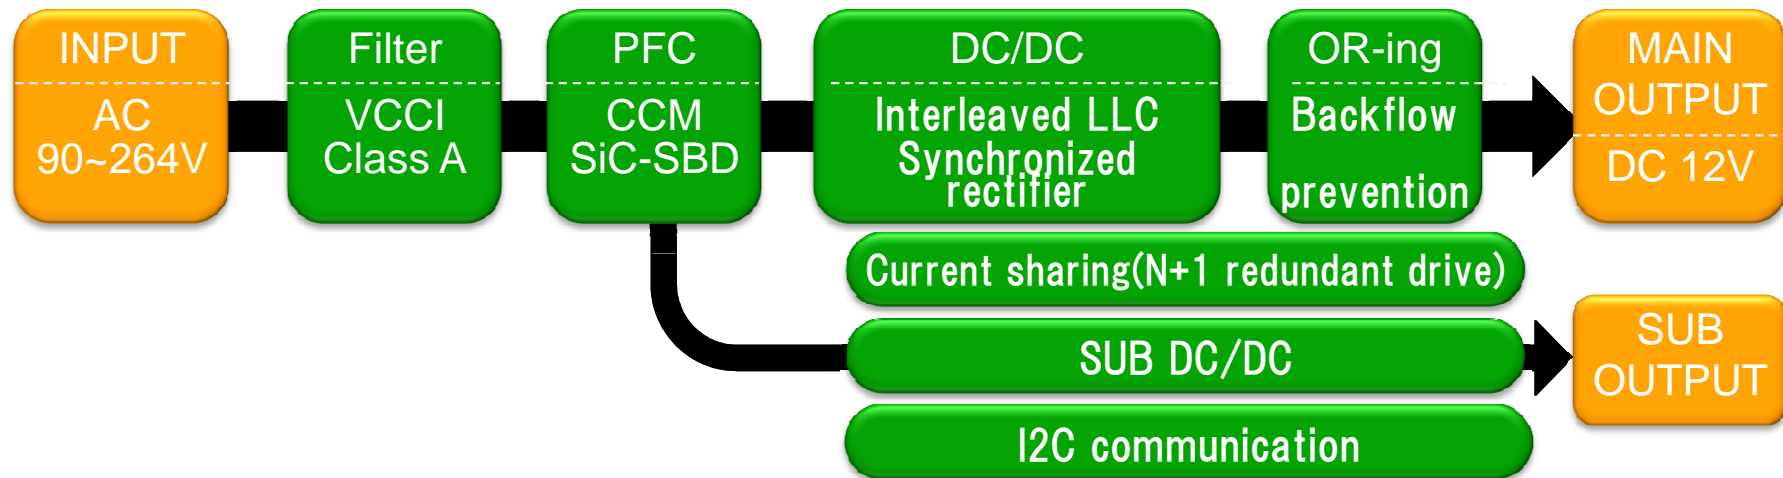 INPUT
AC
90~264V
Filter
VCCI
Class A
PFC
CCM
SiC-SBD
DC/DC
Interleaved LLC
Synchronized
rectifier
OR-ing
Backflow
prevention
MAIN
OUTPUT
DC 12V
Current sharing(N+1 redundant drive)
SUB DC/DC
SUB
OUTPUT
I2C communication